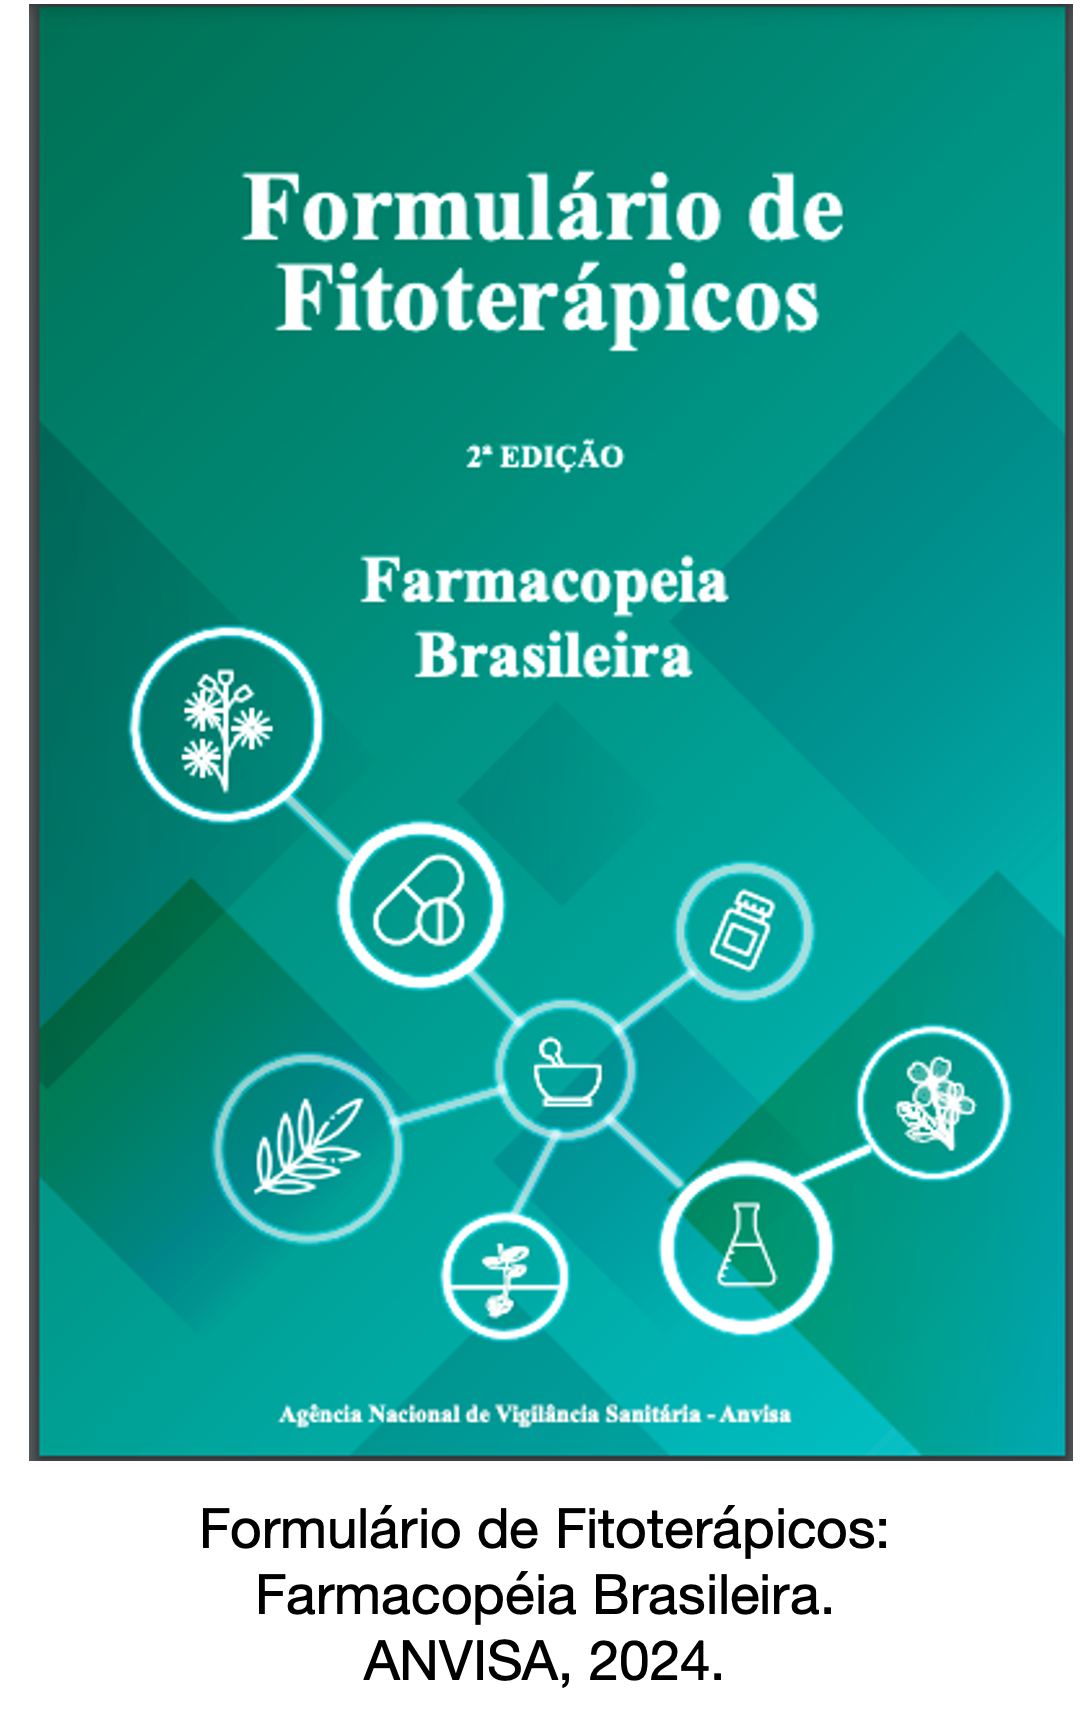 Formulário de
Fitoterápicos
2ª EDIÇÃO
Farmacopeia
Brasileira
Agência Nacional de Vigilância Sanitária - Anvisa
Formulário de Fitoterápicos:
Farmacopéia Brasileira.
ANVISA, 2024.